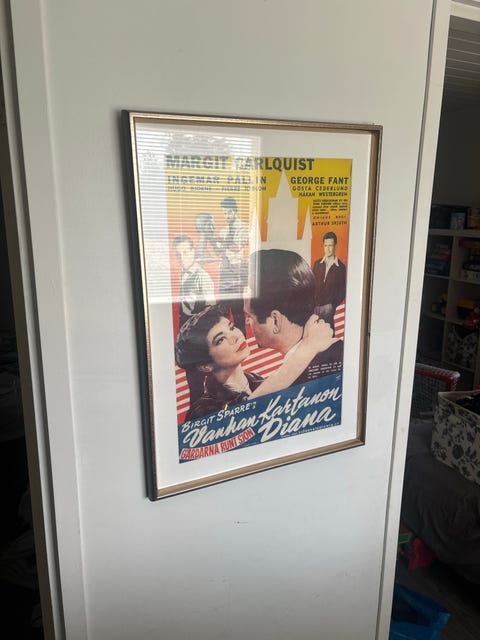 MARGIT CARLQUIST
INGEMAR PALLIN
GEORGE FANT
GÖSTA CEDERLUND
HÅKAN WESTERGREN
ARTHUR SPJUTH
BIRGIT SPARRE'S
Vanhan Kartanon
Diana
GÅRDARNA RUNT SJÖN